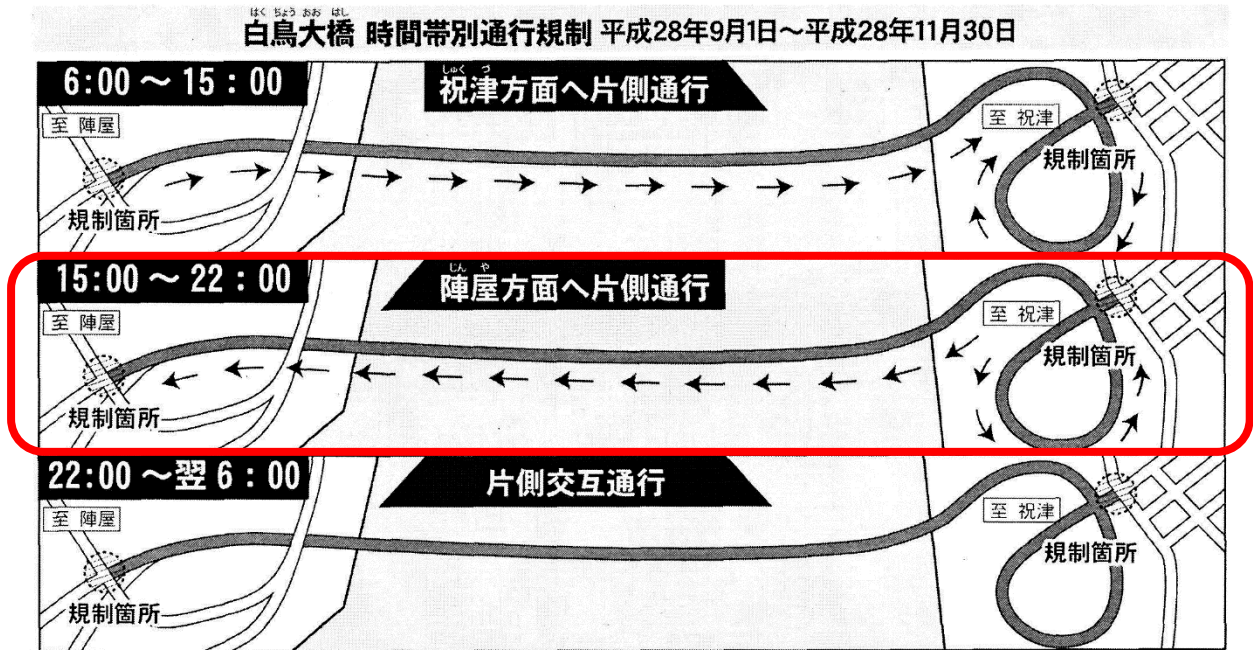 はくちょうおおはし
白鳥大橋 時間帯別通行規制 平成28年9月1日～平成28年11月30日
6:00 ～ 15：00
しゅくづ
祝津方面へ片側通行
至 陣屋
至 祝津
規制箇所
規制箇所
15:00 ～ 22：00
じんや
陣屋方面へ片側通行
至 陣屋
至 祝津
規制箇所
規制箇所
22:00 ～翌 6：00
片側交互通行
至 陣屋
至 祝津
規制箇所
規制箇所